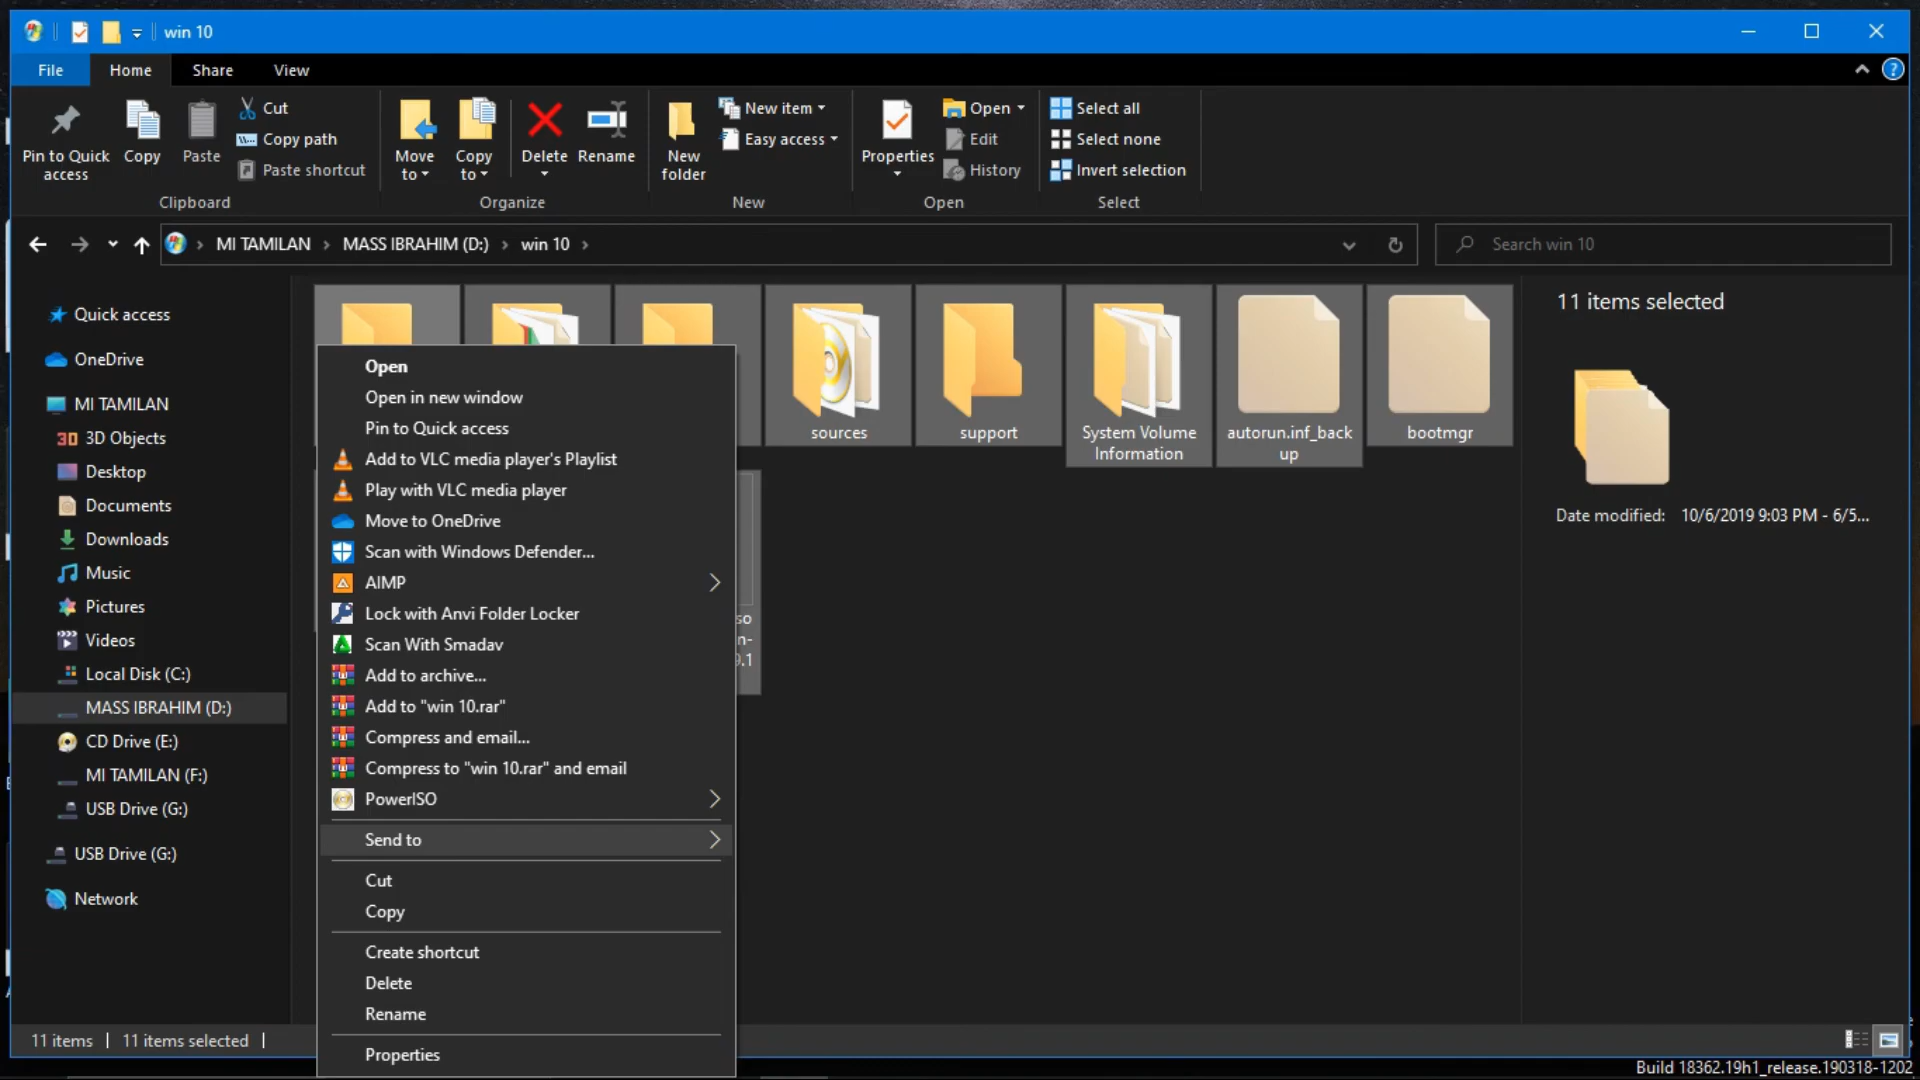 win 10
File
Home
Share
View
Pin to Quick
access
Copy
Paste
Cut
Copy path
Paste shortcut
Clipboard
Move
to
Copy
to
Delete
Rename
Organize
New
folder
New item
Easy access
New
Properties
Open
Edit
History
Open
Select all
Select none
Invert selection
Select
MI TAMILAN
MASS IBRAHIM (D:)
win 10
Search win 10
Quick access
OneDrive
MI TAMILAN
3D Objects
Desktop
Documents
Downloads
Music
Pictures
Videos
Local Disk (C:)
MASS IBRAHIM (D:)
CD Drive (E:)
MI TAMILAN (F:)
USB Drive (G:)
USB Drive (G:)
Network
sources
support
System Volume
Information
autorun.inf_back
up
bootmgr
so
n-
9.1
Open
Open in new window
Pin to Quick access
Add to VLC media player's Playlist
Play with VLC media player
Move to OneDrive
Scan with Windows Defender...
AIMP
Lock with Anvi Folder Locker
Scan With Smadav
Add to archive...
Add to "win 10.rar"
Compress and email...
Compress to "win 10.rar" and email
PowerISO
Send to
Cut
Copy
Create shortcut
Delete
Rename
Properties
11 items selected
Date modified: 10/6/2019 9:03 PM - 6/5...
11 items
11 items selected
Build 18362.19h1_release.190318-1202